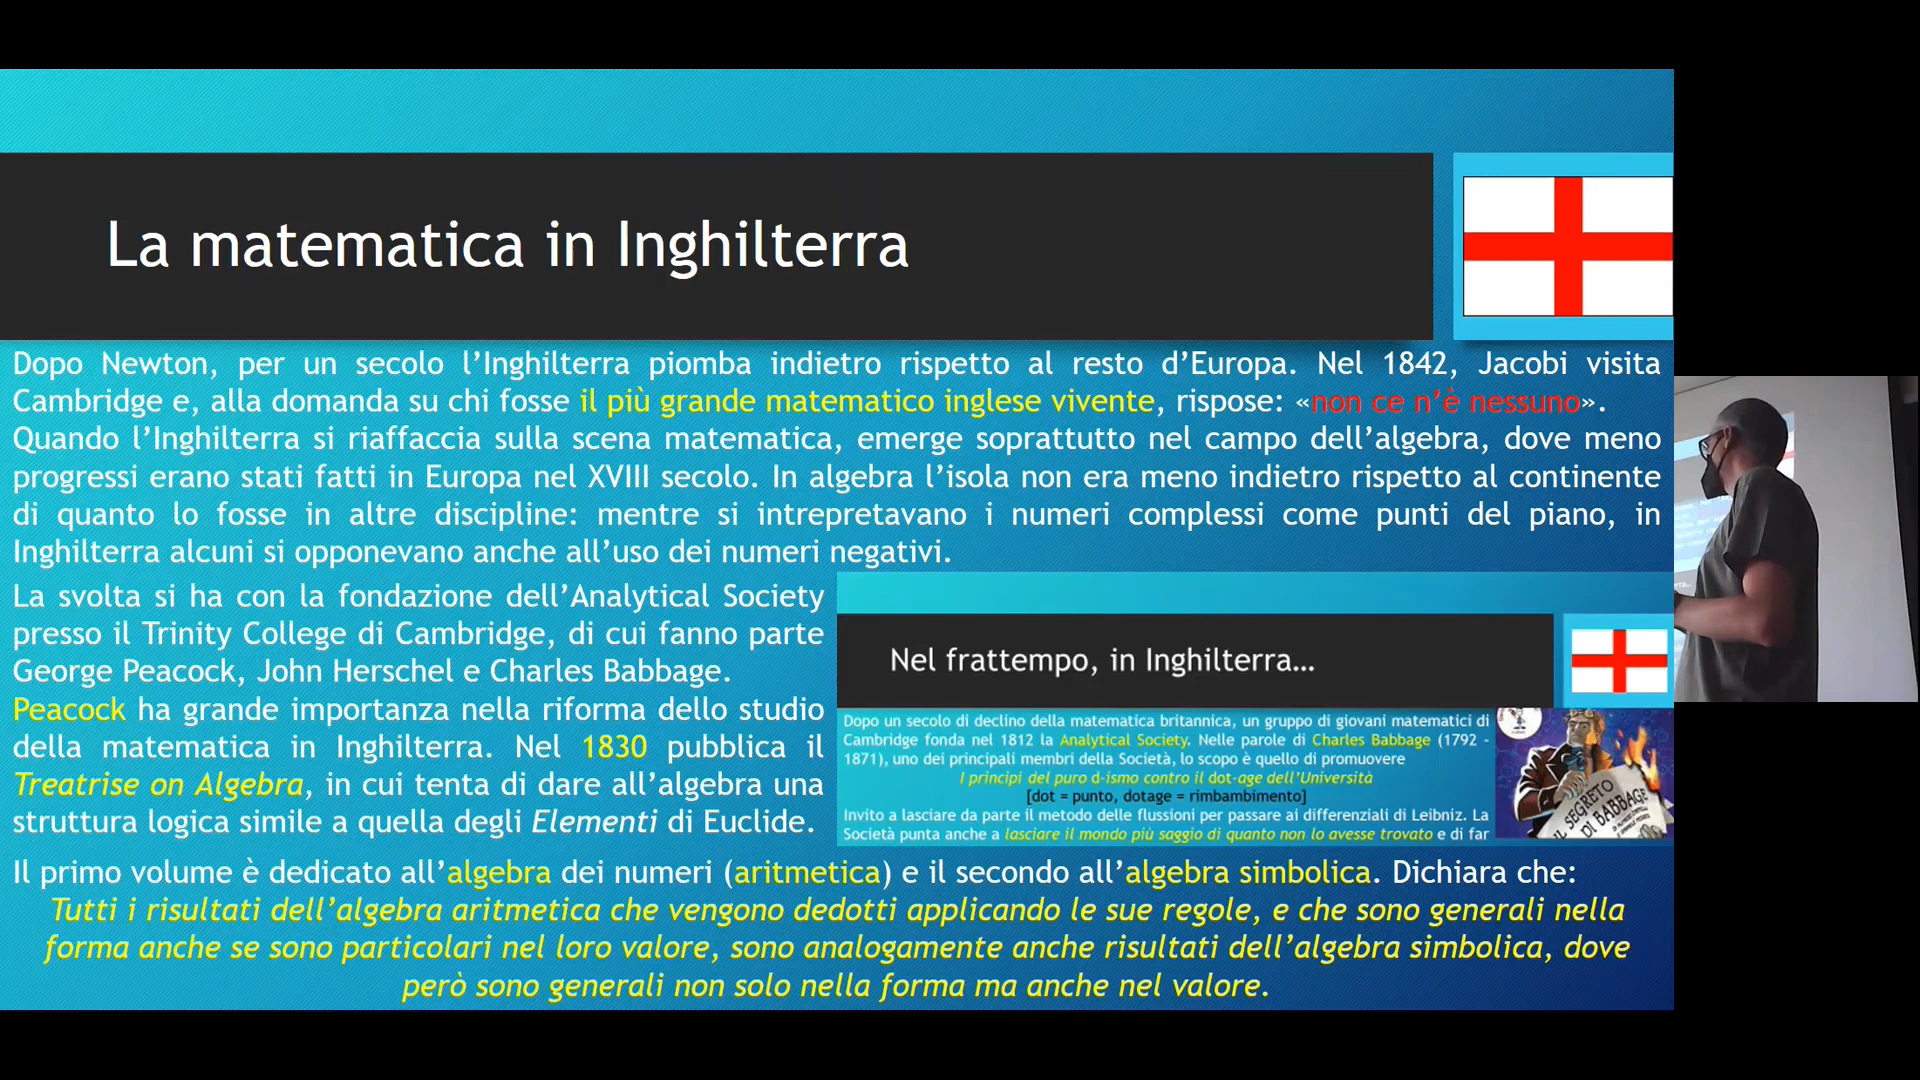 La matematica in Inghilterra
Dopo Newton, per un secolo l’Inghilterra piomba indietro rispetto al resto d’Europa. Nel 1842, Jacobi visita
Cambridge e, alla domanda su chi fosse il più grande matematico inglese vivente, rispose: «non ce n’è nessuno».
Quando l’Inghilterra si riaffaccia sulla scena matematica, emerge soprattutto nel campo dell’algebra, dove meno
progressi erano stati fatti in Europa nel XVIII secolo. In algebra l’isola non era meno indietro rispetto al continente
di quanto lo fosse in altre discipline: mentre si intrepretavano i numeri complessi come punti del piano, in
Inghilterra alcuni si opponevano anche all’uso dei numeri negativi.
La svolta si ha con la fondazione dell’Analytical Society
presso il Trinity College di Cambridge, di cui fanno parte
George Peacock, John Herschel e Charles Babbage.
Peacock ha grande importanza nella riforma dello studio
della matematica in Inghilterra. Nel 1830 pubblica il
Treatrise on Algebra, in cui tenta di dare all’algebra una
struttura logica simile a quella degli Elementi di Euclide.
Nel frattempo, in Inghilterra…
Dopo un secolo di declino della matematica britannica, un gruppo di giovani matematici di
Cambridge fonda nel 1812 la Analytical Society. Nelle parole di Charles Babbage (1792 -
1871), uno dei principali membri della Società, lo scopo è quello di promuovere
I principi del puro d-ismo contro il dot-age dell’Università
[dot = punto, dotage = rimbambimento]
Invito a lasciare da parte il metodo delle flussioni per passare ai differenziali di Leibniz. La
Società punta anche a lasciare il mondo più saggio di quanto non lo avesse trovato e di far
IL SEGRETO
DI BABBAGE
Il primo volume è dedicato all’algebra dei numeri (aritmetica) e il secondo all’algebra simbolica. Dichiara che:
Tutti i risultati dell’algebra aritmetica che vengono dedotti applicando le sue regole, e che sono generali nella
forma anche se sono particolari nel loro valore, sono analogamente anche risultati dell’algebra simbolica, dove
però sono generali non solo nella forma ma anche nel valore.